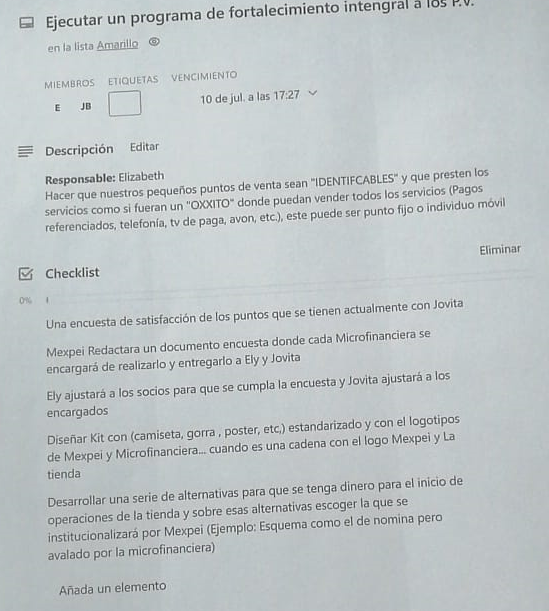 Ejecutar un programa de fortalecimiento intengral a los P.V.
en la lista Amarillo
MIEMBROS ETIQUETAS VENCIMIENTO
E JB 10 de jul. a las 17:27
Descripción Editar
Responsable: Elizabeth
Hacer que nuestros pequeños puntos de venta sean "IDENTIFCABLES" y que presten los
servicios como si fueran un "OXXITO" donde puedan vender todos los servicios (Pagos
referenciados, telefonía, tv de paga, avon, etc.), este puede ser punto fijo o individuo móvil
Eliminar
Checklist
0%
Una encuesta de satisfacción de los puntos que se tienen actualmente con Jovita
Mexpei Redactara un documento encuesta donde cada Microfinanciera se
encargará de realizarlo y entregarlo a Ely y Jovita
Ely ajustará a los socios para que se cumpla la encuesta y Jovita ajustará a los
encargados
Diseñar Kit con (camiseta, gorra , poster, etc,) estandarizado y con el logotipos
de Mexpei y Microfinanciera... cuando es una cadena con el logo Mexpei y La
tienda
Desarrollar una serie de alternativas para que se tenga dinero para el inicio de
operaciones de la tienda y sobre esas alternativas escoger la que se
institucionalizará por Mexpei (Ejemplo: Esquema como el de nomina pero
avalado por la microfinanciera)
Añada un elemento